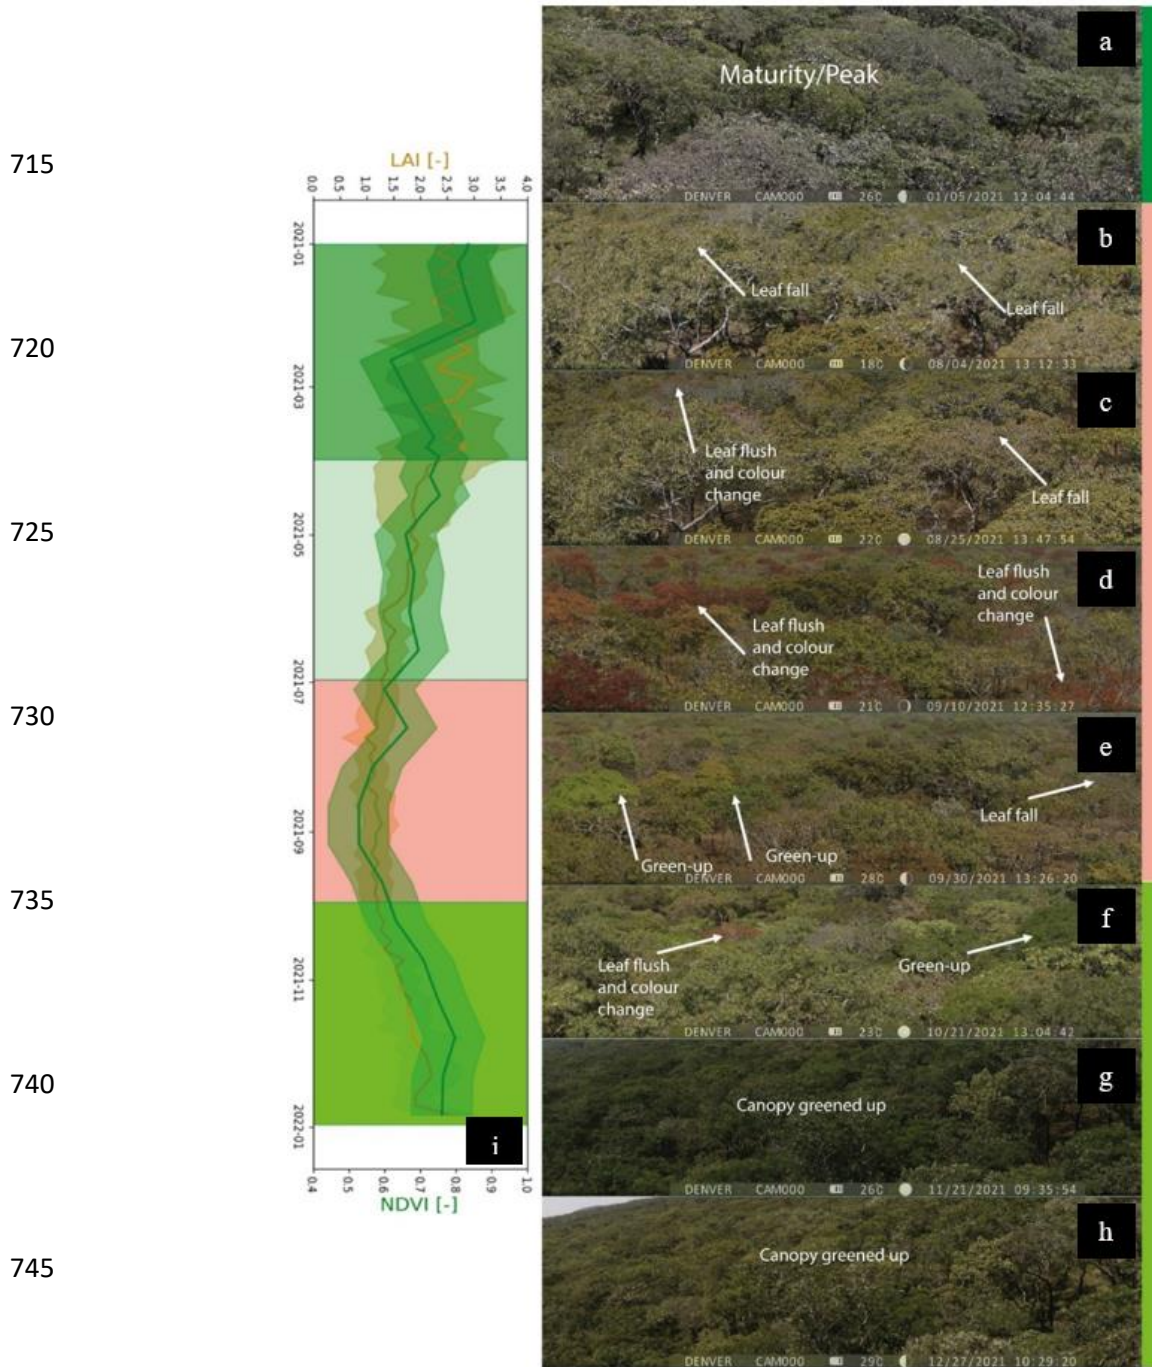 715
720
725
730
735
740
745
LAI [-]
0.0 0.5 1.0 1.5 2.0 2.5 3.0 3.5 4.0
2021-01
2021-03
2021-05
2021-07
2021-09
2021-11
2022-01
i
0.4 0.5 0.6 0.7 0.8 0.9 1.0
NDVI [-]
a
Maturity/Peak
DENVER CAM000 260 01/05/2021 12:04:44
b
Leaf fall
Leaf fall
DENVER CAM000 180 08/04/2021 13:12:33
c
Leaf flush
and colour
change
Leaf fall
DENVER CAM000 220 08/25/2021 13:47:54
d
Leaf flush
and colour
change
Leaf flush
and colour
change
DENVER CAM000 210 09/10/2021 12:35:27
e
Leaf fall
Green-up
Green-up
DENVER CAM000 280 09/30/2021 13:26:20
f
Leaf flush
and colour
change
Green-up
DENVER CAM000 230 10/21/2021 13:04:42
g
Canopy greened up
DENVER CAM000 260 11/21/2021 09:35:54
h
Canopy greened up
DENVER CAM000 290 12/27/2021 10:29:20